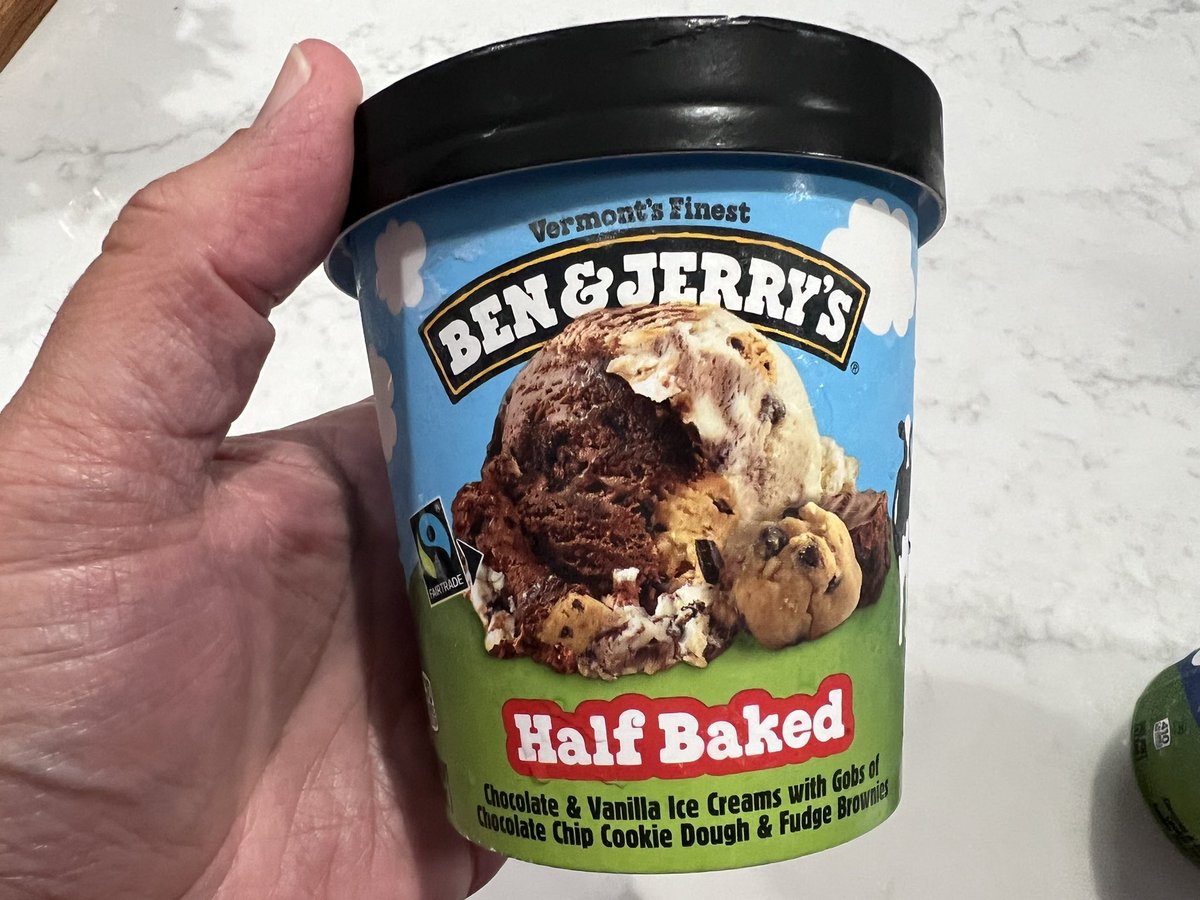 Vermont's Finest
BEN & JERRY'S
®
FAIRTRADE
Half Baked
Chocolate & Vanilla Ice Creams with Gobs of
Chocolate Chip Cookie Dough & Fudge Brownies